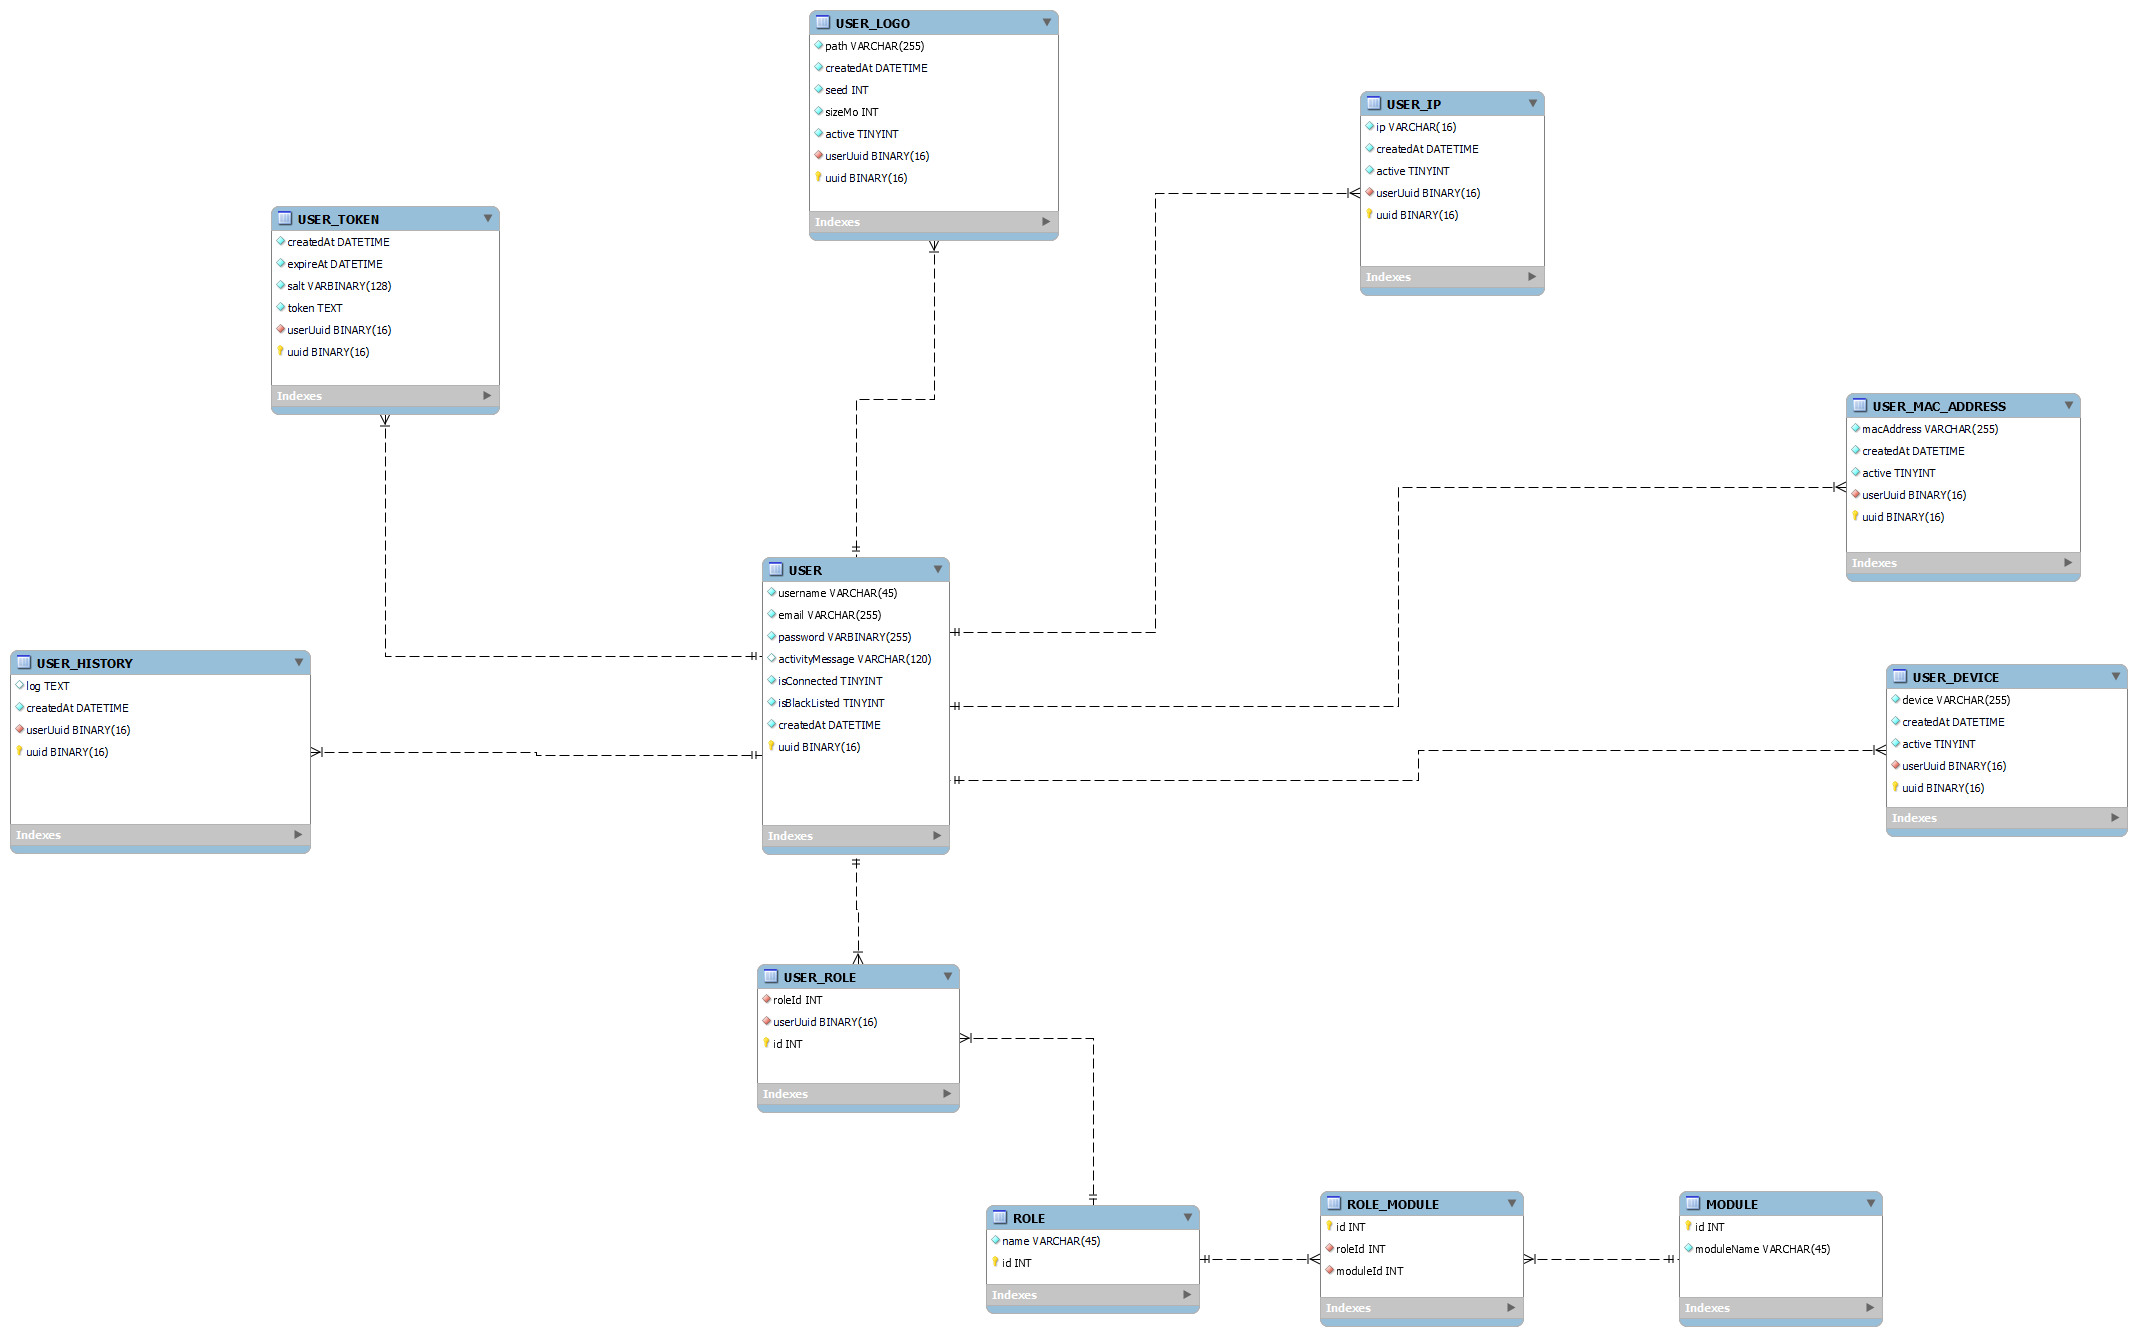 USER_LOGO
path VARCHAR(255)
createdAt DATETIME
seed INT
sizeMo INT
active TINYINT
userUuid BINARY(16)
uuid BINARY(16)
Indexes
USER_IP
ip VARCHAR(16)
createdAt DATETIME
active TINYINT
userUuid BINARY(16)
uuid BINARY(16)
Indexes
USER_TOKEN
createdAt DATETIME
expireAt DATETIME
salt VARBINARY(128)
token TEXT
userUuid BINARY(16)
uuid BINARY(16)
Indexes
USER_MAC_ADDRESS
macAddress VARCHAR(255)
createdAt DATETIME
active TINYINT
userUuid BINARY(16)
uuid BINARY(16)
Indexes
USER
username VARCHAR(45)
email VARCHAR(255)
password VARBINARY(255)
activityMessage VARCHAR(120)
isConnected TINYINT
isBlackListed TINYINT
createdAt DATETIME
uuid BINARY(16)
Indexes
USER_HISTORY
log TEXT
createdAt DATETIME
userUuid BINARY(16)
uuid BINARY(16)
Indexes
USER_DEVICE
device VARCHAR(255)
createdAt DATETIME
active TINYINT
userUuid BINARY(16)
uuid BINARY(16)
Indexes
USER_ROLE
roleId INT
userUuid BINARY(16)
id INT
Indexes
ROLE
name VARCHAR(45)
id INT
Indexes
ROLE_MODULE
id INT
roleId INT
moduleId INT
Indexes
MODULE
id INT
moduleName VARCHAR(45)
Indexes